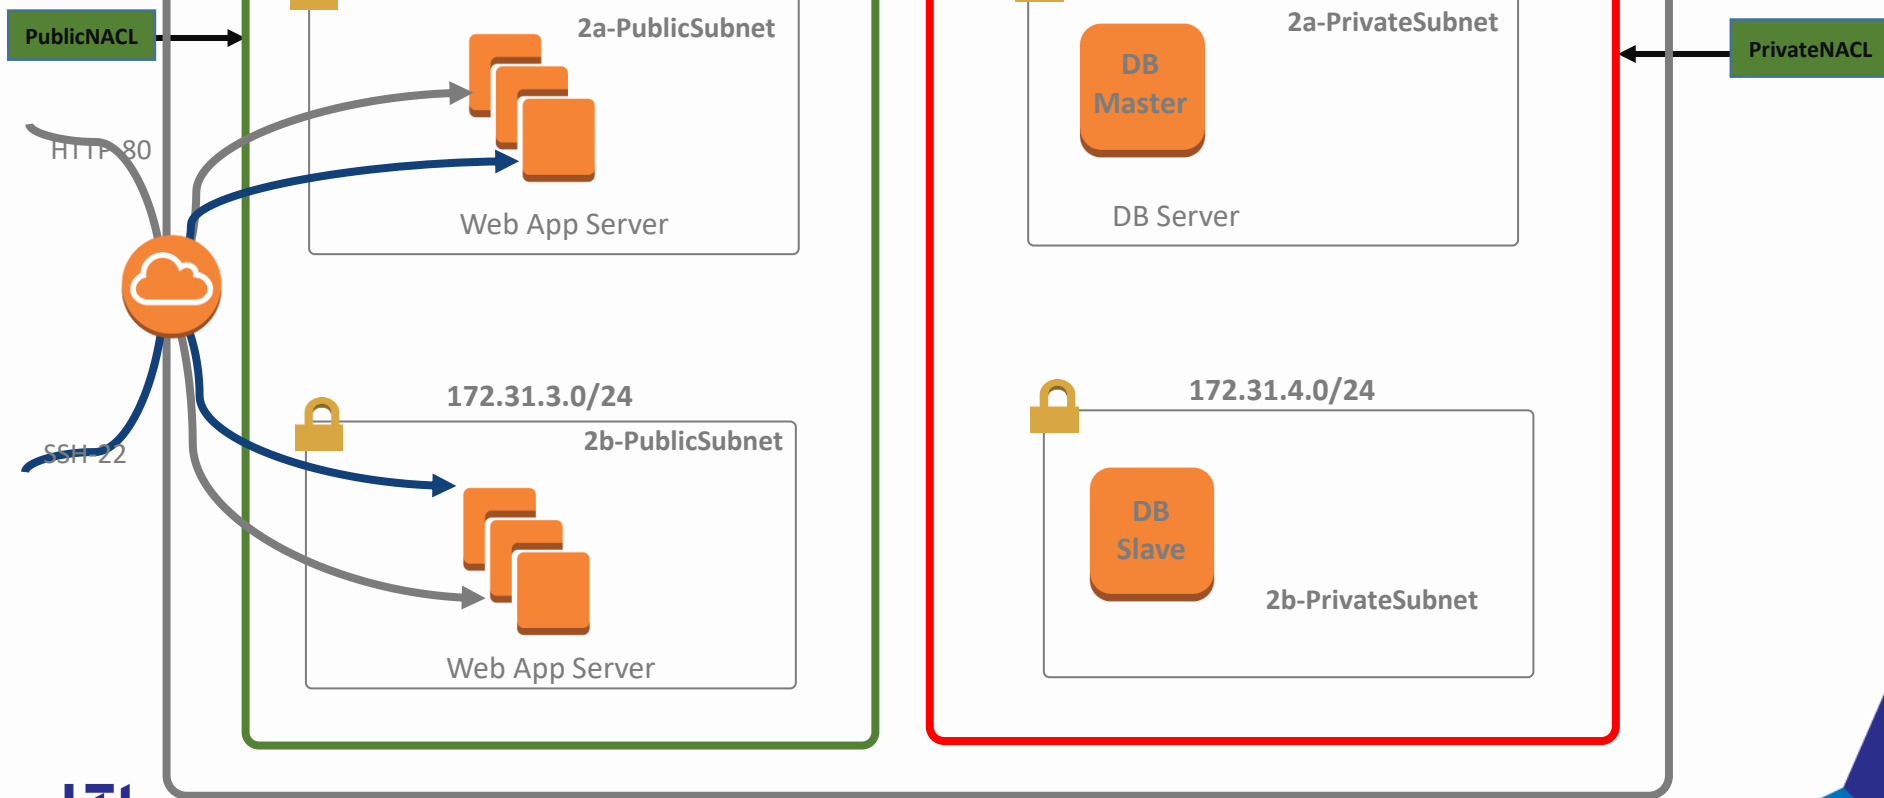 PublicNACL
2a-PublicSubnet
2a-PrivateSubnet
PrivateNACL
DB
Master
HTTP-80
Web App Server
DB Server
172.31.3.0/24
172.31.4.0/24
2b-PublicSubnet
SSH-22
DB
Slave
2b-PrivateSubnet
Web App Server